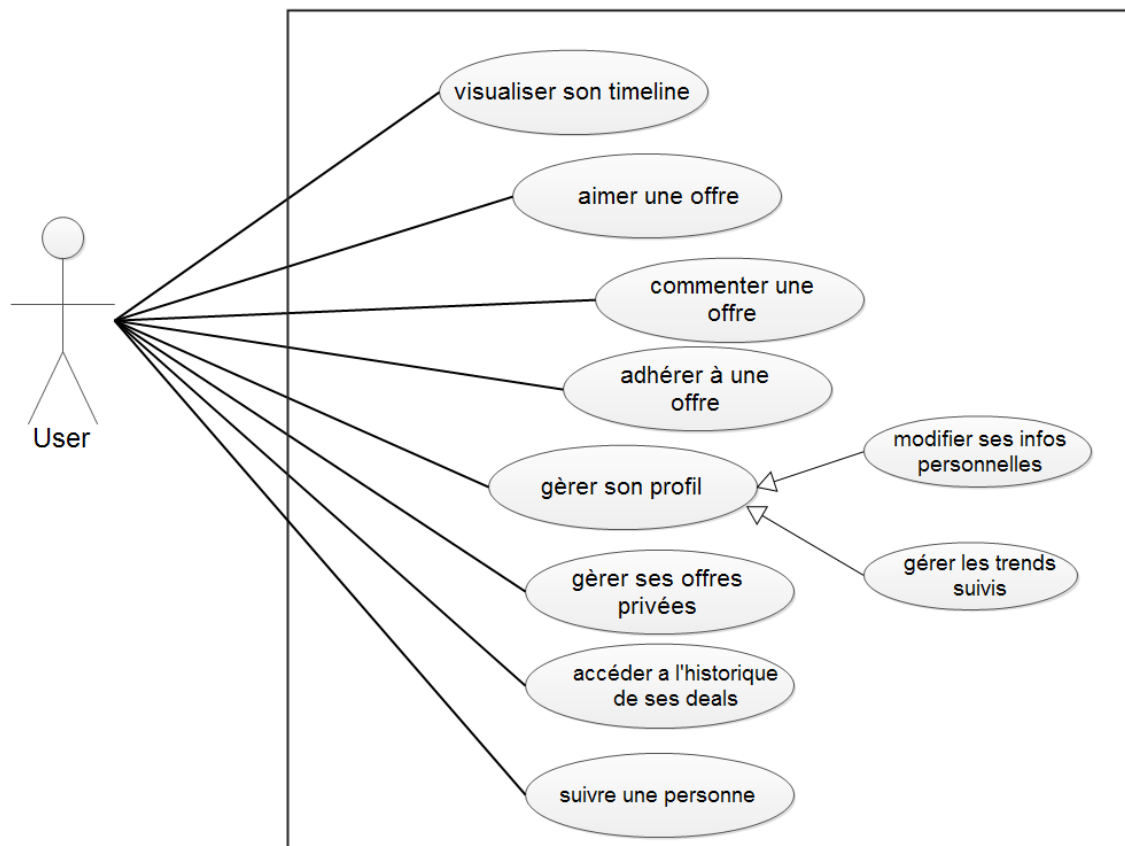 visualiser son timeline
aimer une offre
commenter une
offre
adhérer à une
offre
User
modifier ses infos
personnelles
gèrer son profil
gérer les trends
suivis
gèrer ses offres
privées
accéder a l'historique
de ses deals
suivre une personne